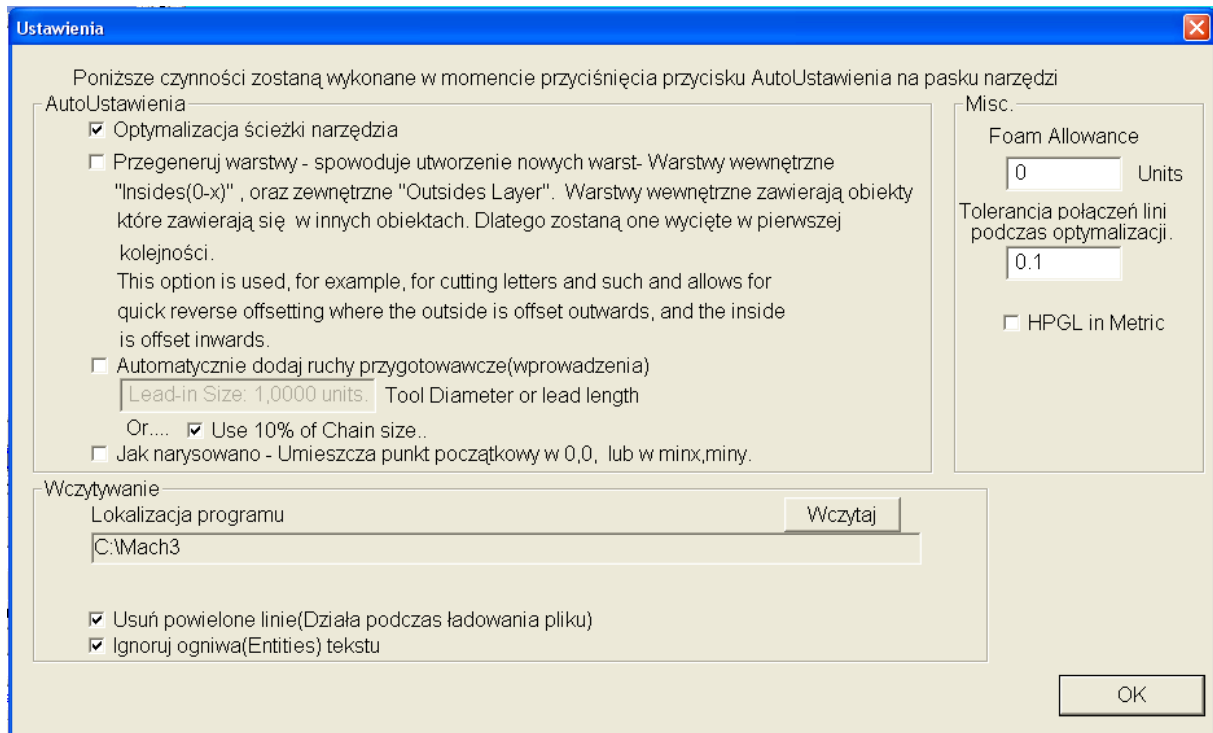 Ustawienia
Poniższe czynności zostaną wykonane w momencie przyciśnięcia przycisku AutoUstawienia na pasku narzędzi
AutoUstawienia
Optymalizacja ścieżki narzędzia
Przegeneruj warstwy - spowoduje utworzenie nowych warst- Warstwy wewnętrzne
"Insides(0-x)" , oraz zewnętrzne "Outsides Layer". Warstwy wewnętrzne zawierają obiekty
które zawierają się w innych obiektach. Dlatego zostaną one wycięte w pierwszej
kolejności.
This option is used, for example, for cutting letters and such and allows for
quick reverse offsetting where the outside is offset outwards, and the inside
is offset inwards.
Automatycznie dodaj ruchy przygotowawcze(wprowadzenia)
Lead-in Size: 1,0000 units. Tool Diameter or lead length
Or.... Use 10% of Chain size..
Jak narysowano - Umieszcza punkt początkowy w 0,0, lub w minx,miny.
Misc.
Foam Allowance
0 Units
Tolerancja połączeń lini
podczas optymalizacji.
0.1
HPGL in Metric
Wczytywanie
Lokalizacja programu
Wczytaj
C:\Mach3
Usuń powielone linie(Działa podczas ładowania pliku)
Ignoruj ogniwa(Entities) tekstu
OK